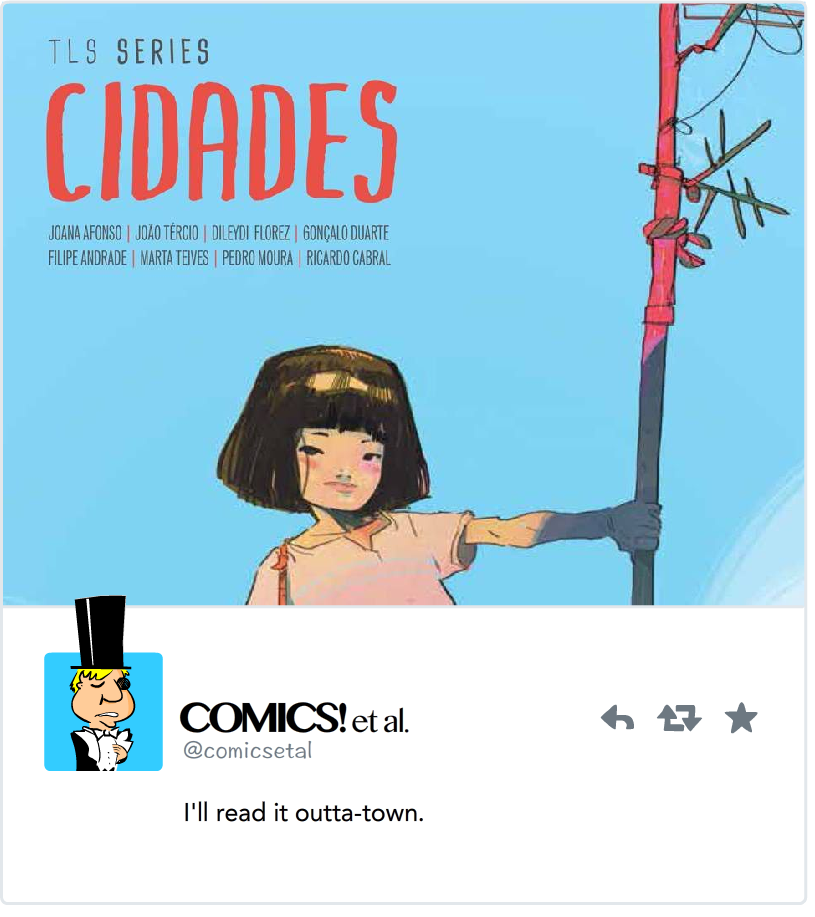 TLS SERIES
CIDADES
JOANA AFONSO | JOÃO TÉRCIO | DILEYDI FLOREZ | GONÇALO DUARTE
FILIPE ANDRADE | MARTA TEIVES | PEDRO MOURA | RICARDO CABRAL
COMICS! et al.
@comicsetal
I'll read it outta-town.